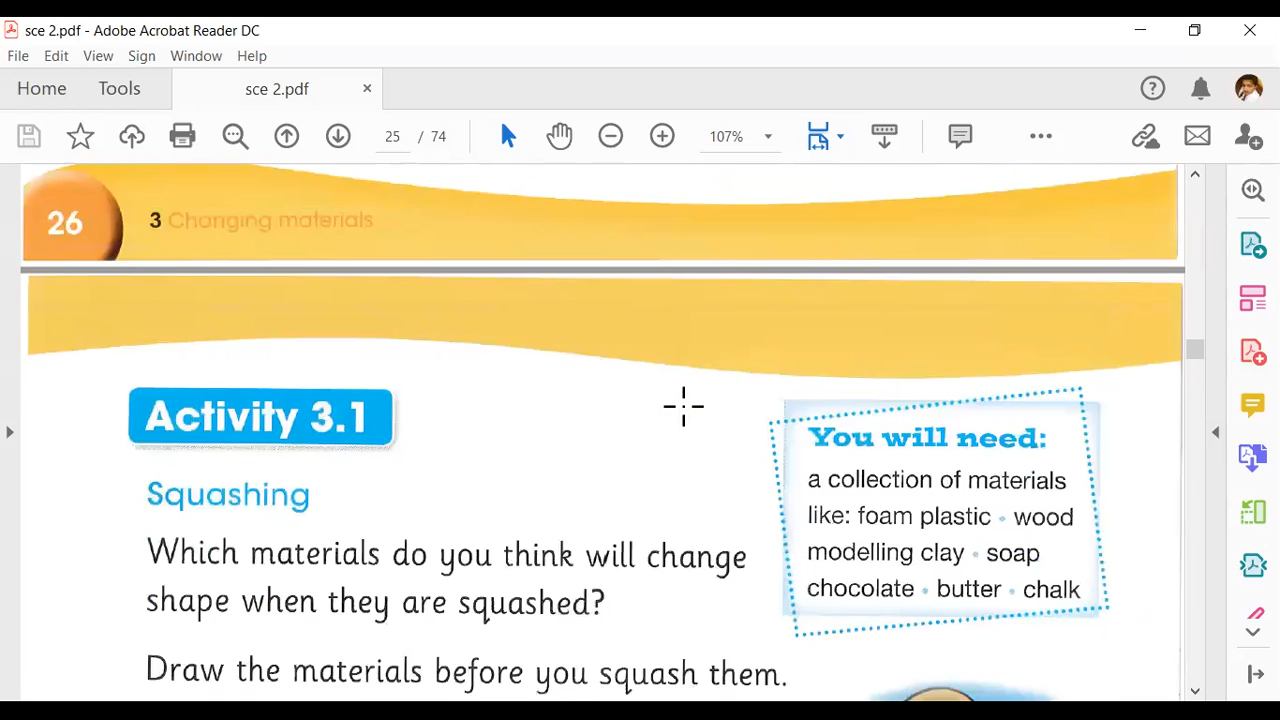 sce 2.pdf - Adobe Acrobat Reader DC
File Edit View Sign Window Help
Home Tools sce 2.pdf
25 / 74 107%
26 3 Changing materials
Activity 3.1
Squashing
Which materials do you think will change
shape when they are squashed?
Draw the materials before you squash them.
You will need:
a collection of materials
like: foam plastic • wood
modelling clay • soap
chocolate • butter • chalk